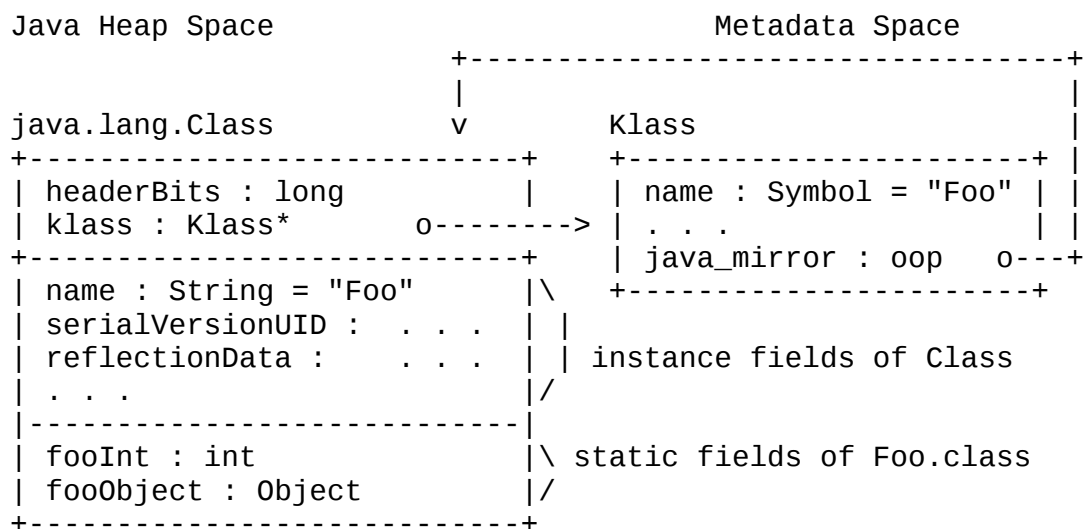 Java Heap Space                         Metadata Space
                         +----------------------------------+
                         |                                  |
java.lang.Class          v        Klass                     |
+----------------------------+    +-----------------------+ |
| headerBits : long          |    | name : Symbol = "Foo" | |
| klass : Klass*       o--------> | . . .                 | |
+----------------------------+    | java_mirror : oop   o---+
| name : String = "Foo"      |\   +-----------------------+
| serialVersionUID :  . . .  | |
| reflectionData :    . . .  | | instance fields of Class
| . . .                      |/
|----------------------------|
| fooInt : int               |\ static fields of Foo.class
| fooObject : Object         |/
+----------------------------+